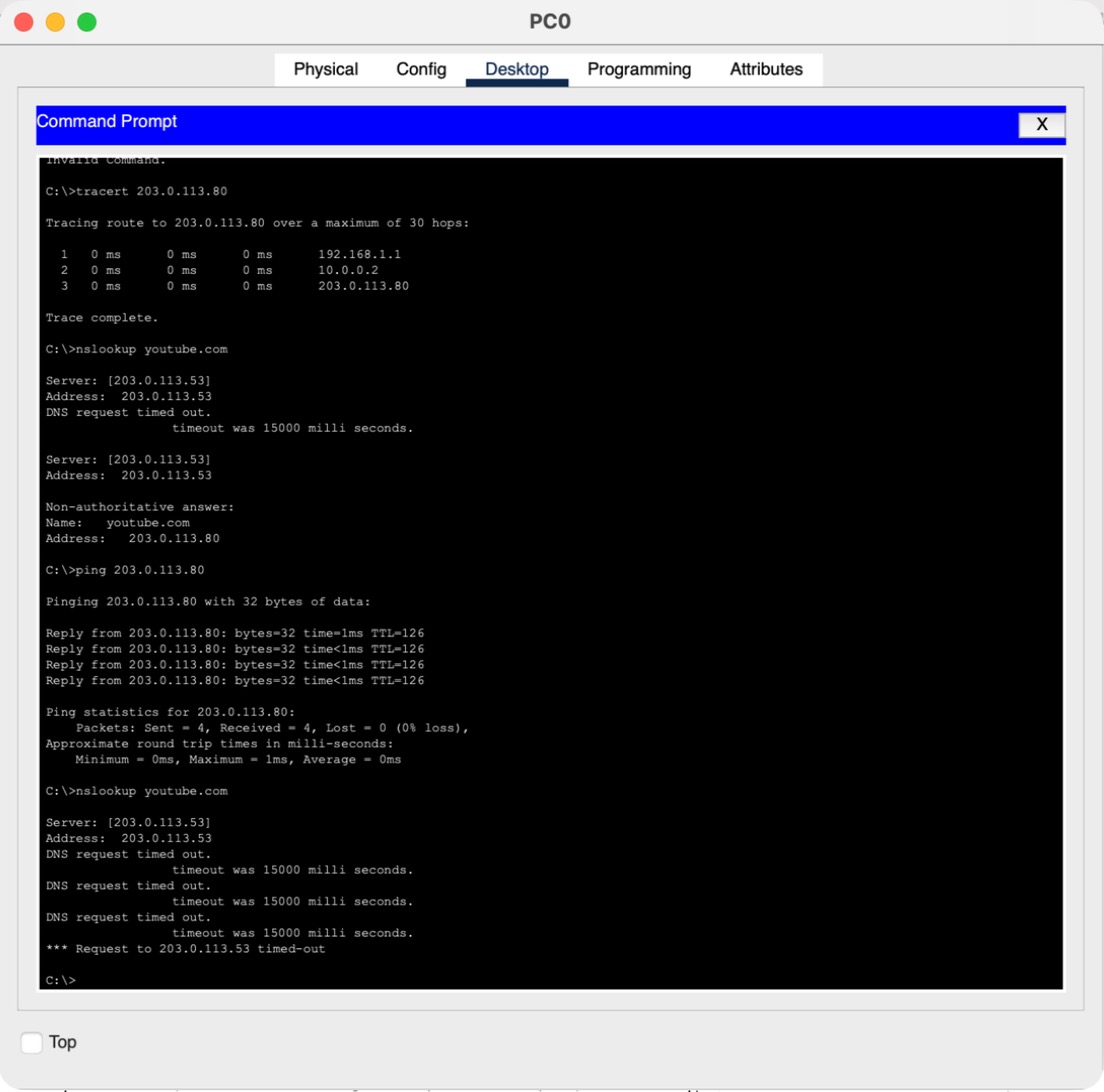 PC0
Physical Config Desktop Programming Attributes
Command Prompt X
Invalid Command.
C:\>tracert 203.0.113.80
Tracing route to 203.0.113.80 over a maximum of 30 hops:
1 0 ms 0 ms 0 ms 192.168.1.1
2 0 ms 0 ms 0 ms 10.0.0.2
3 0 ms 0 ms 0 ms 203.0.113.80
Trace complete.
C:\>nslookup youtube.com
Server: [203.0.113.53]
Address: 203.0.113.53
DNS request timed out.
timeout was 15000 milli seconds.
Server: [203.0.113.53]
Address: 203.0.113.53
Non-authoritative answer:
Name: youtube.com
Address: 203.0.113.80
C:\>ping 203.0.113.80
Pinging 203.0.113.80 with 32 bytes of data:
Reply from 203.0.113.80: bytes=32 time=1ms TTL=126
Reply from 203.0.113.80: bytes=32 time<1ms TTL=126
Reply from 203.0.113.80: bytes=32 time<1ms TTL=126
Reply from 203.0.113.80: bytes=32 time<1ms TTL=126
Ping statistics for 203.0.113.80:
Packets: Sent = 4, Received = 4, Lost = 0 (0% loss),
Approximate round trip times in milli-seconds:
Minimum = 0ms, Maximum = 1ms, Average = 0ms
C:\>nslookup youtube.com
Server: [203.0.113.53]
Address: 203.0.113.53
DNS request timed out.
timeout was 15000 milli seconds.
DNS request timed out.
timeout was 15000 milli seconds.
DNS request timed out.
timeout was 15000 milli seconds.
*** Request to 203.0.113.53 timed-out
C:\>
Top